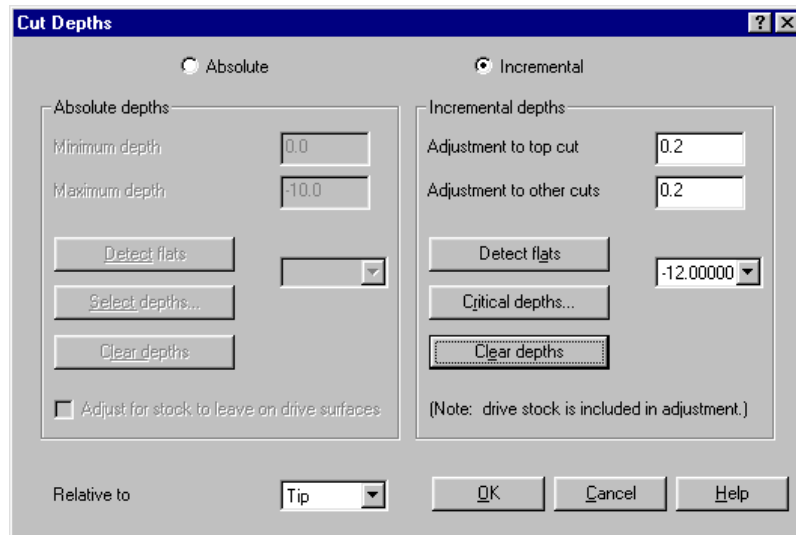 Cut Depths
Absolute
Incremental
Absolute depths
Minimum depth
0.0
Maximum depth
-10.0
Detect flats
Select depths...
Clear depths
Adjust for stock to leave on drive surfaces
Incremental depths
Adjustment to top cut
0.2
Adjustment to other cuts
0.2
Detect flats
-12.00000
Critical depths...
Clear depths
(Note: drive stock is included in adjustment.)
Relative to
Tip
OK
Cancel
Help